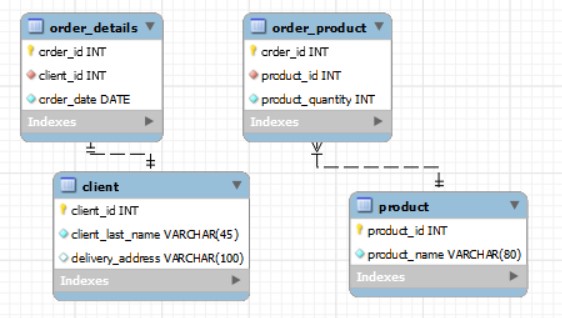 order_details
order_id INT
client_id INT
order_date DATE
Indexes
order_product
order_id INT
product_id INT
product_quantity INT
Indexes
client
client_id INT
client_last_name VARCHAR(45)
delivery_address VARCHAR(100)
Indexes
product
product_id INT
product_name VARCHAR(80)
Indexes